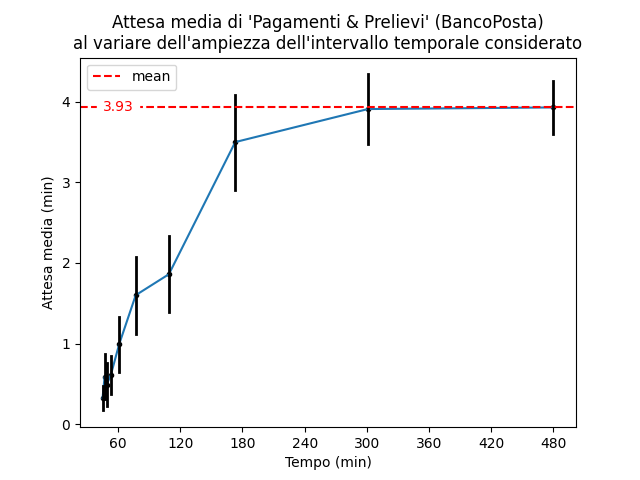 Attesa media di 'Pagamenti & Prelievi' (BancoPosta)
al variare dell'ampiezza dell'intervallo temporale considerato
mean
3.93
4
3
2
1
0
Attesa media (min)
60 120 180 240 300 360 420 480
Tempo (min)